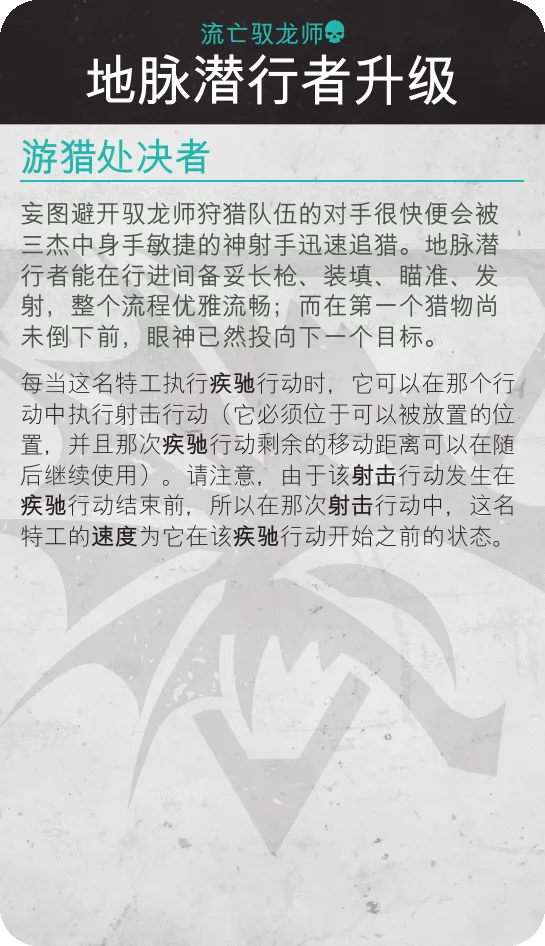 流亡驭龙师
地脉潜行者升级
游猎处决者
妄图避开驭龙师狩猎队伍的对手很快便会被
三杰中身手敏捷的神射手迅速追猎。地脉潜
行者能在行进间备妥长枪、装填、瞄准、发
射，整个流程优雅流畅；而在第一个猎物尚
未倒下前，眼神已然投向下一个目标。
每当这名特工执行疾驰行动时，它可以在那个行
动中执行射击行动（它必须位于可以被放置的位
置，并且那次疾驰行动剩余的移动距离可以在随
后继续使用）。请注意，由于该射击行动发生在
疾驰行动结束前，所以在那次射击行动中，这名
特工的速度为它在该疾驰行动开始之前的状态。